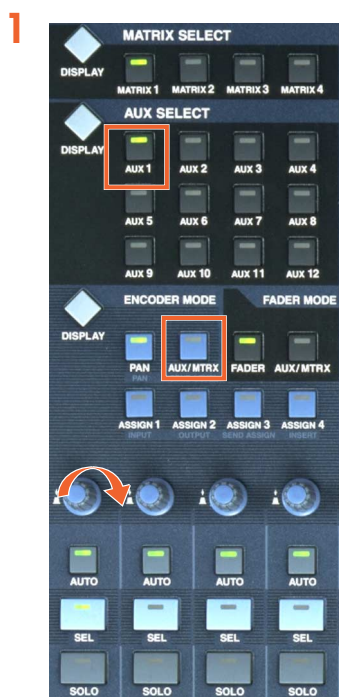 1
MATRIX SELECT
DISPLAY
MATRIX 1 MATRIX 2 MATRIX 3 MATRIX 4
AUX SELECT
DISPLAY
AUX 1 AUX 2 AUX 3 AUX 4
AUX 5 AUX 6 AUX 7 AUX 8
AUX 9 AUX 10 AUX 11 AUX 12
ENCODER MODE FADER MODE
DISPLAY
PAN AUX/MTRX FADER AUX/MTRX
PAN
ASSIGN 1 ASSIGN 2 ASSIGN 3 ASSIGN 4
INPUT OUTPUT SEND ASSIGN INSERT
AUTO AUTO AUTO AUTO
SEL SEL SEL SEL
SOLO SOLO SOLO SOLO